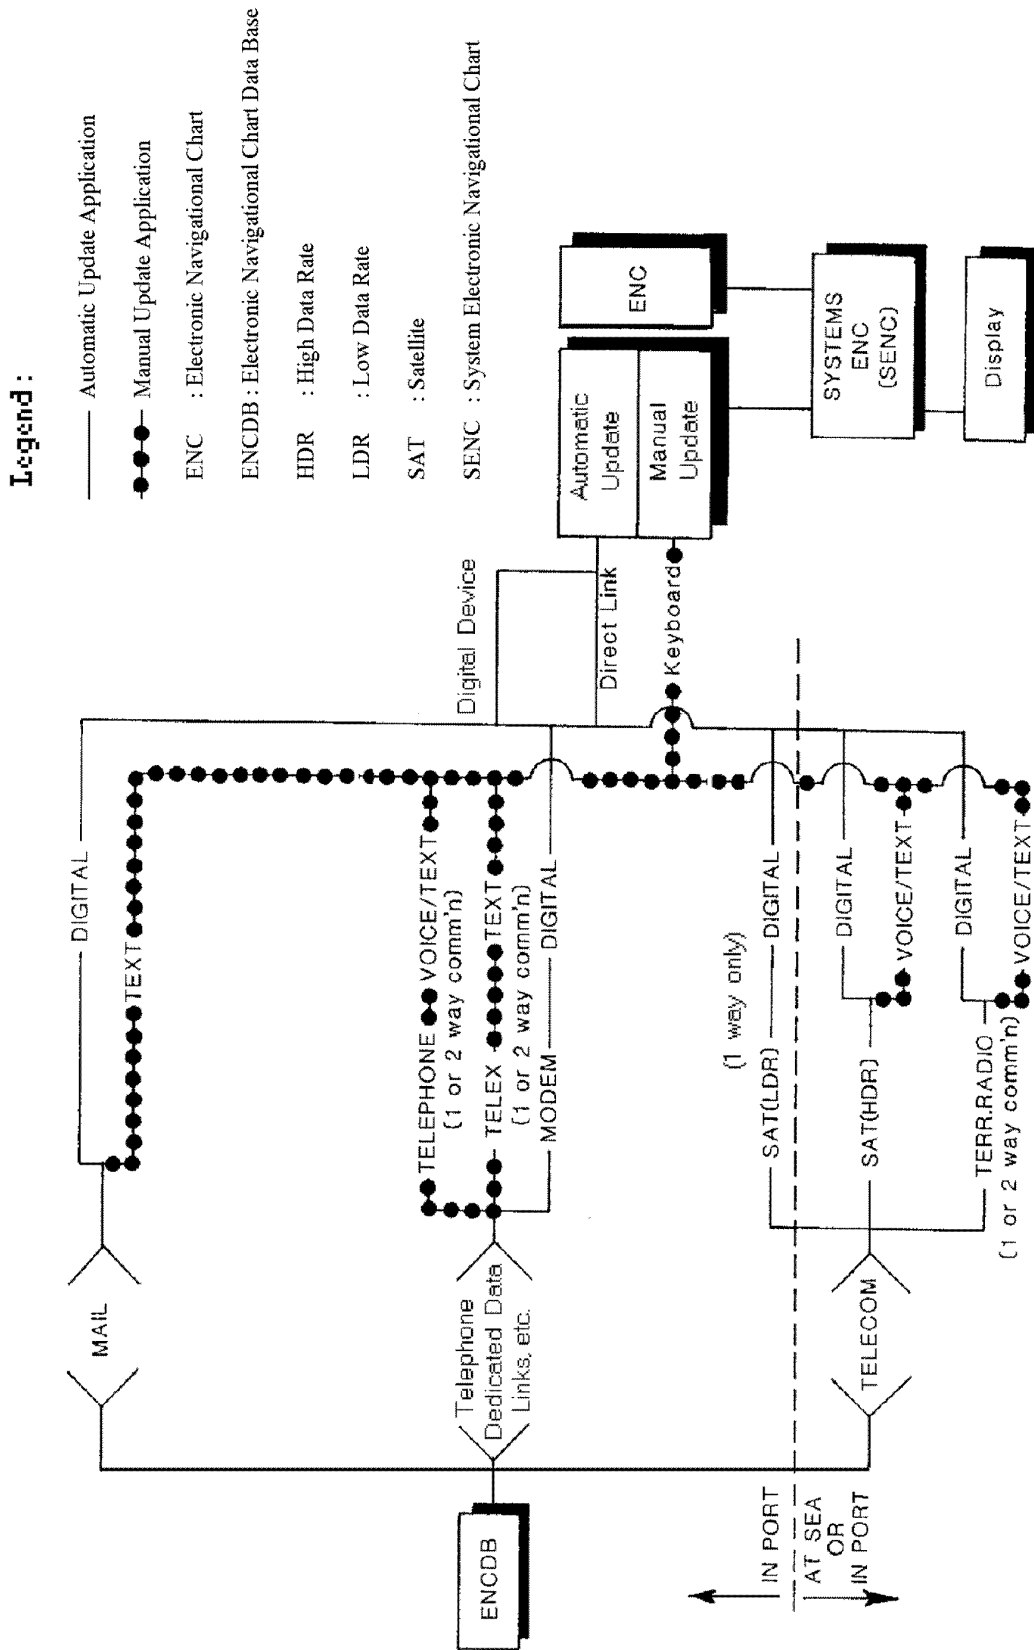 Legend :
Automatic Update Application
Manual Update Application
ENC : Electronic Navigational Chart
ENCDB : Electronic Navigational Chart Data Base
HDR : High Data Rate
LDR : Low Data Rate
SAT : Satellite
SENC : System Electronic Navigational Chart
MAIL
DIGITAL
TEXT
Digital Device
Direct Link
Keyboard
Automatic
Update
Manual
Update
ENC
SYSTEMS
ENC
(SENC)
Display
ENCDB
Telephone
Dedicated Data
Links, etc.
TELEPHONE VOICE/TEXT
(1 or 2 way comm'n)
TELEX TEXT
(1 or 2 way comm'n)
MODEM DIGITAL
(1 way only)
SAT(LDR) DIGITAL
TELECOM
DIGITAL
SAT(HDR)
VOICE/TEXT
DIGITAL
TERR.RADIO
VOICE/TEXT
(1 or 2 way comm'n)
IN PORT
AT SEA
OR
IN PORT